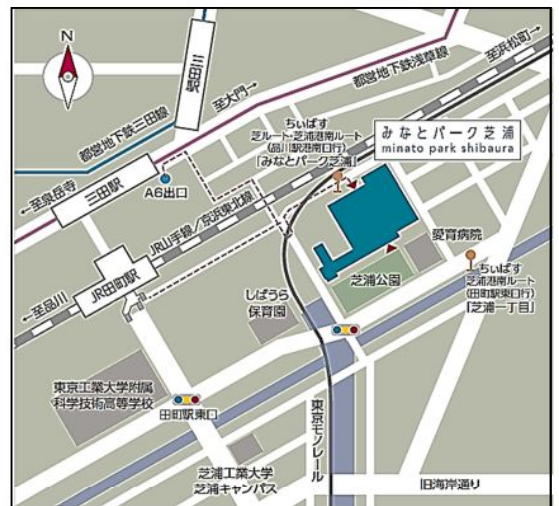 N
三田駅
都営地下鉄浅草線
至浜松町→
至大門→
都営地下鉄三田線
ちぃばす
芝ルート・芝浦港南ルート
(品川駅港南口行)
「みなとパーク芝浦」
みなとパーク芝浦
minato park shibaura
←至泉岳寺
三田駅
A6出口
JR山手線／京浜東北線
JR田町駅
←至品川
愛育病院
芝浦公園
ちぃばす
芝浦港南ルート
(田町駅東口行)
「芝浦一丁目」
しばうら
保育園
東京工業大学附属
科学技術高等学校
田町駅東口
東京モノレール
芝浦工業大学
芝浦キャンパス
旧海岸通り